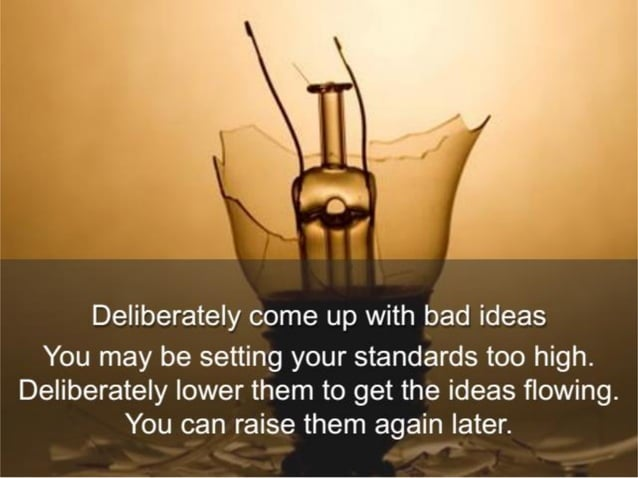 Deliberately come up with bad ideas
You may be setting your standards too high.
Deliberately lower them to get the ideas flowing.
You can raise them again later.